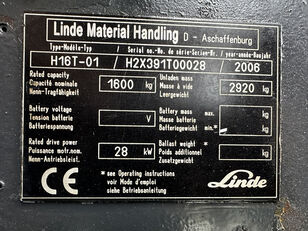 Linde Material Handling D - Aschaffenburg
Type-Modèle-Typ Serial no.-No. de série-Serien-Nr. / year-année-Baujahr
H16T-01 / H2X391T00028 / 2006
Rated capacity
Capacité nominale 1600 kg
Nenn-Tragfähigkeit
Unladen mass
Masse à vide 2920 kg
Leergewicht
Battery voltage
Tension batterie V
Batteriespannung
Battery mass max kg
Masse batterie
Batteriegewicht min. kg
Rated drive power
Puissance motr.nom. 28 kW
Nenn-Antriebsleist.
Ballast weight *
Poids additionnel kg
Zusatzgewicht
CE
* see Operating instructions
voir Mode d'emploi
siehe Betriebsanleitung
Linde